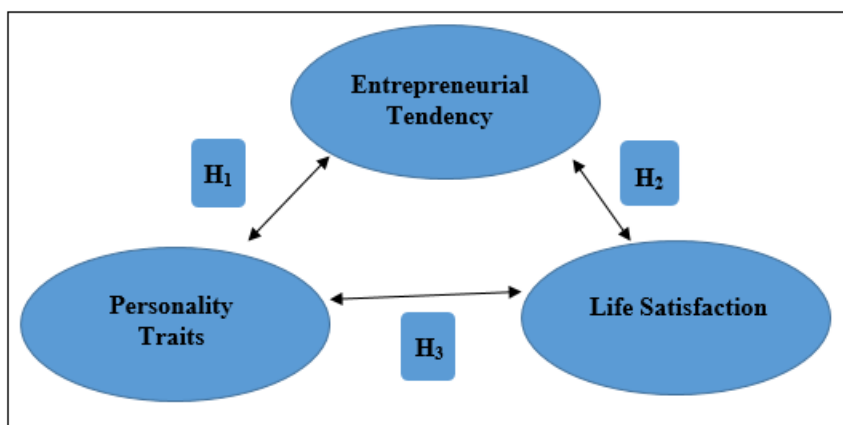 Entrepreneurial
Tendency
H₁
H₂
Personality
Traits
Life Satisfaction
H₃